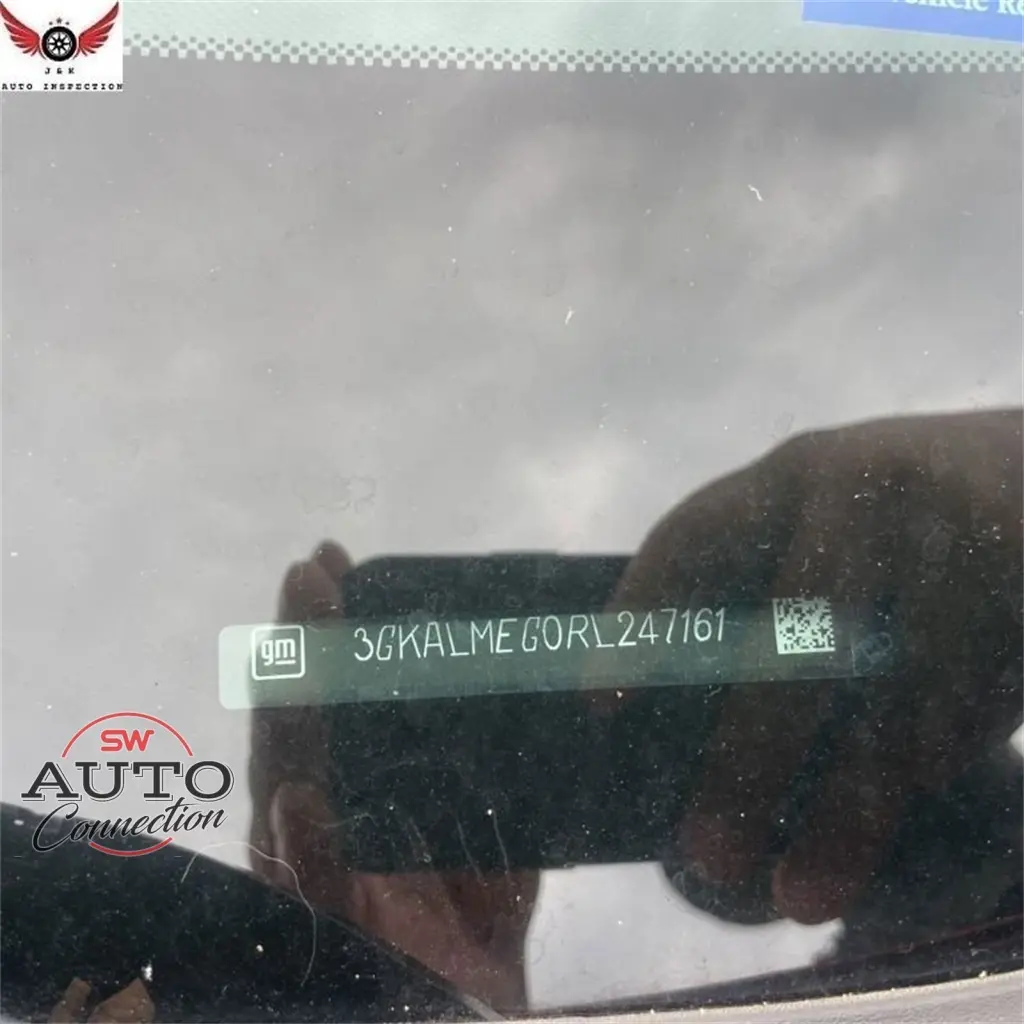 J & K
AUTO INSPECTION
gm 3GKALMEG0RL247161
SW
AUTO
Connection